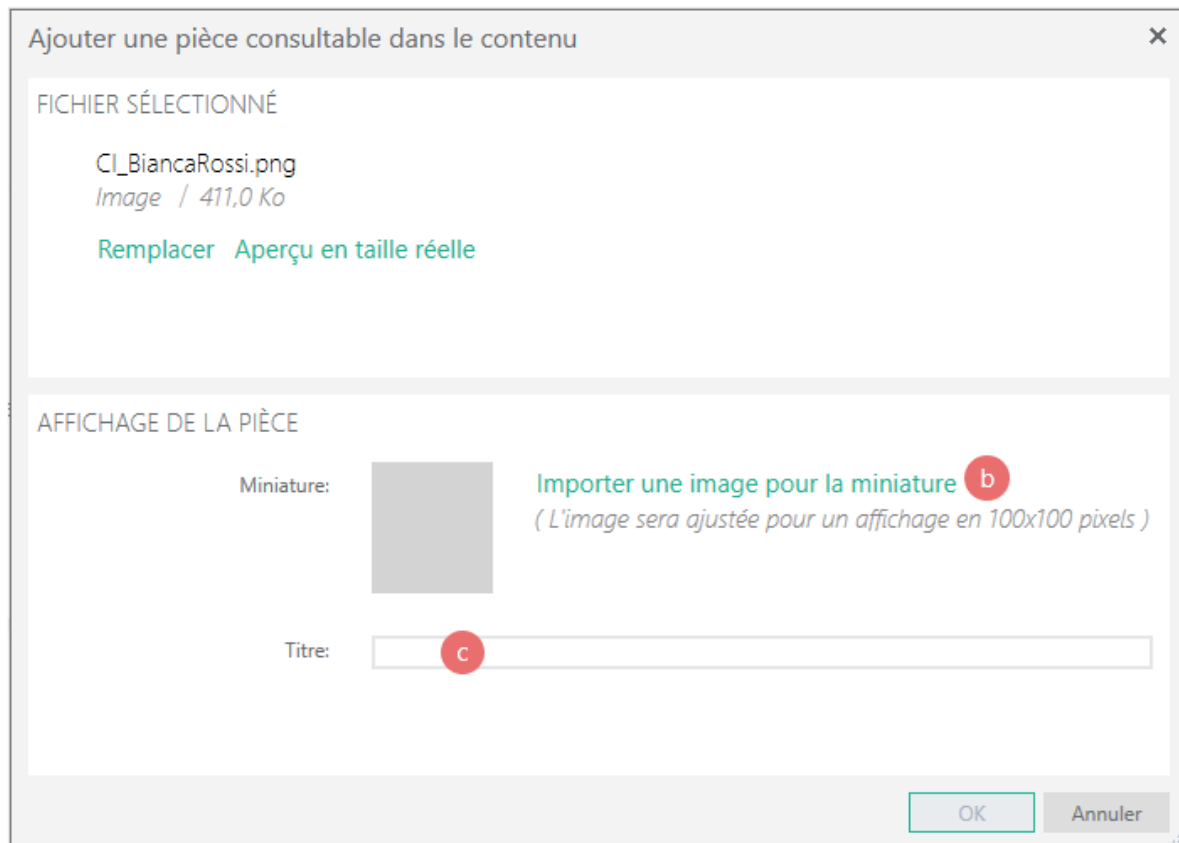 Ajouter une pièce consultable dans le contenu ×
FICHIER SÉLECTIONNÉ
CI_BiancaRossi.png
Image / 411,0 Ko
Remplacer Aperçu en taille réelle
AFFICHAGE DE LA PIÈCE
Miniature: Importer une image pour la miniature b
( L'image sera ajustée pour un affichage en 100x100 pixels )
Titre: c
OK Annuler